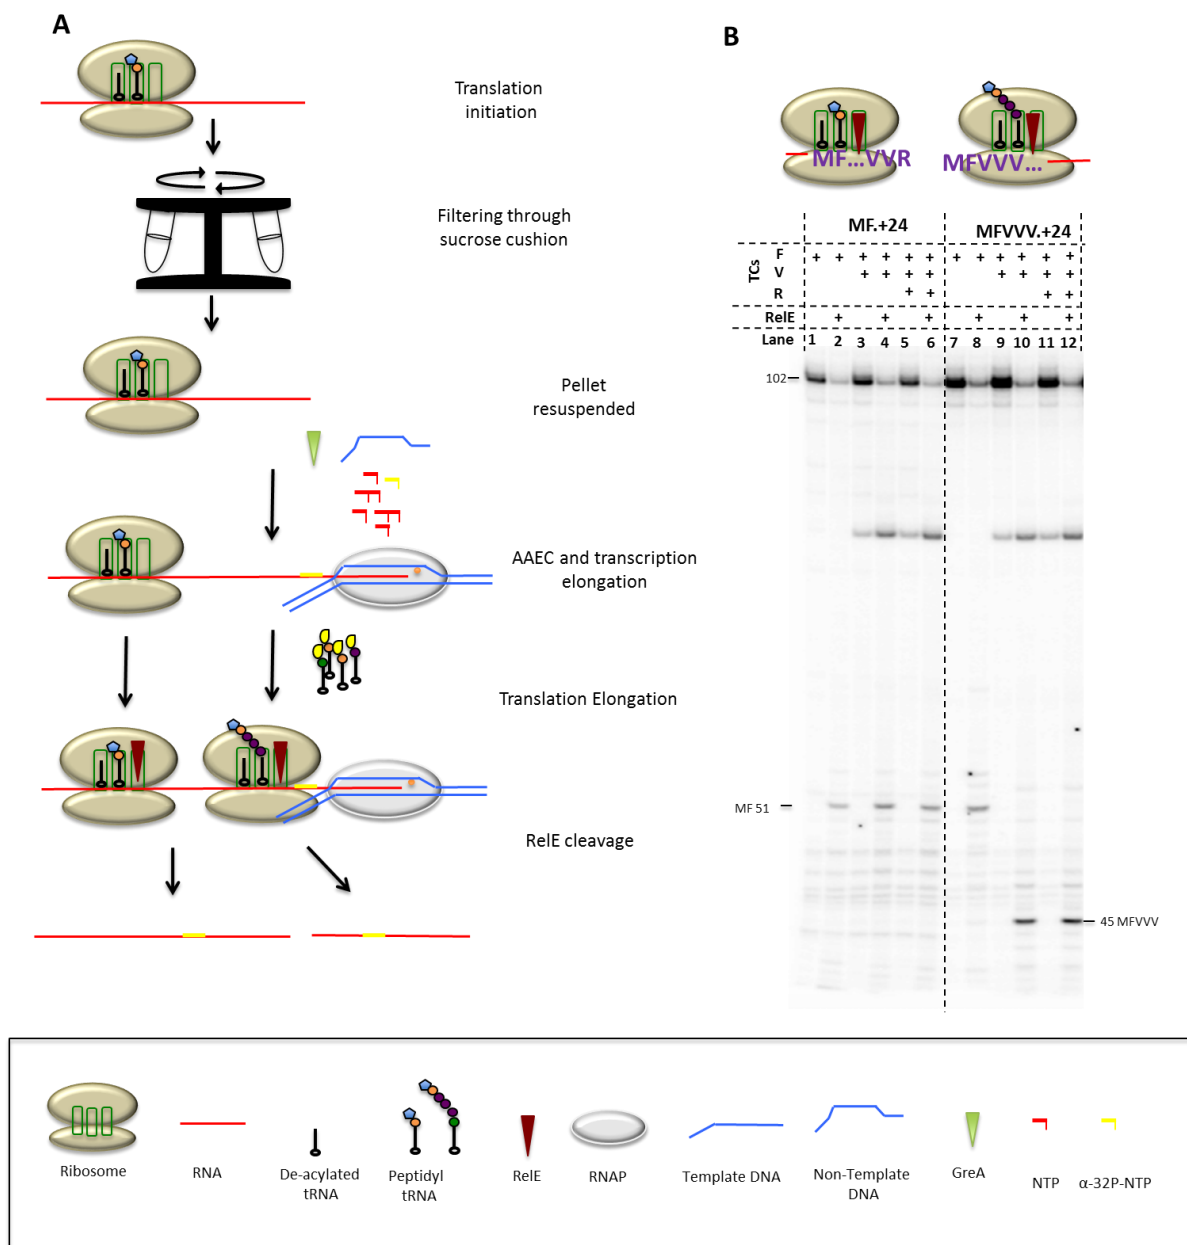 A
Translation
initiation
Filtering through
sucrose cushion
Pellet
resuspended
AAEC and transcription
elongation
Translation Elongation
RelE cleavage
B
MF...VVR
MFVVV...
MF.+24
MFVVV.+24
TCs
F + + + + + + + + + + + +
V + + + + + + + +
R + + + +
RelE + + + + + +
Lane 1 2 3 4 5 6 7 8 9 10 11 12
102
MF 51
45 MFVVV
Ribosome
RNA
De-acylated
tRNA
Peptidyl
tRNA
RelE
RNAP
Template DNA
Non-Template
DNA
GreA
NTP
α-32P-NTP